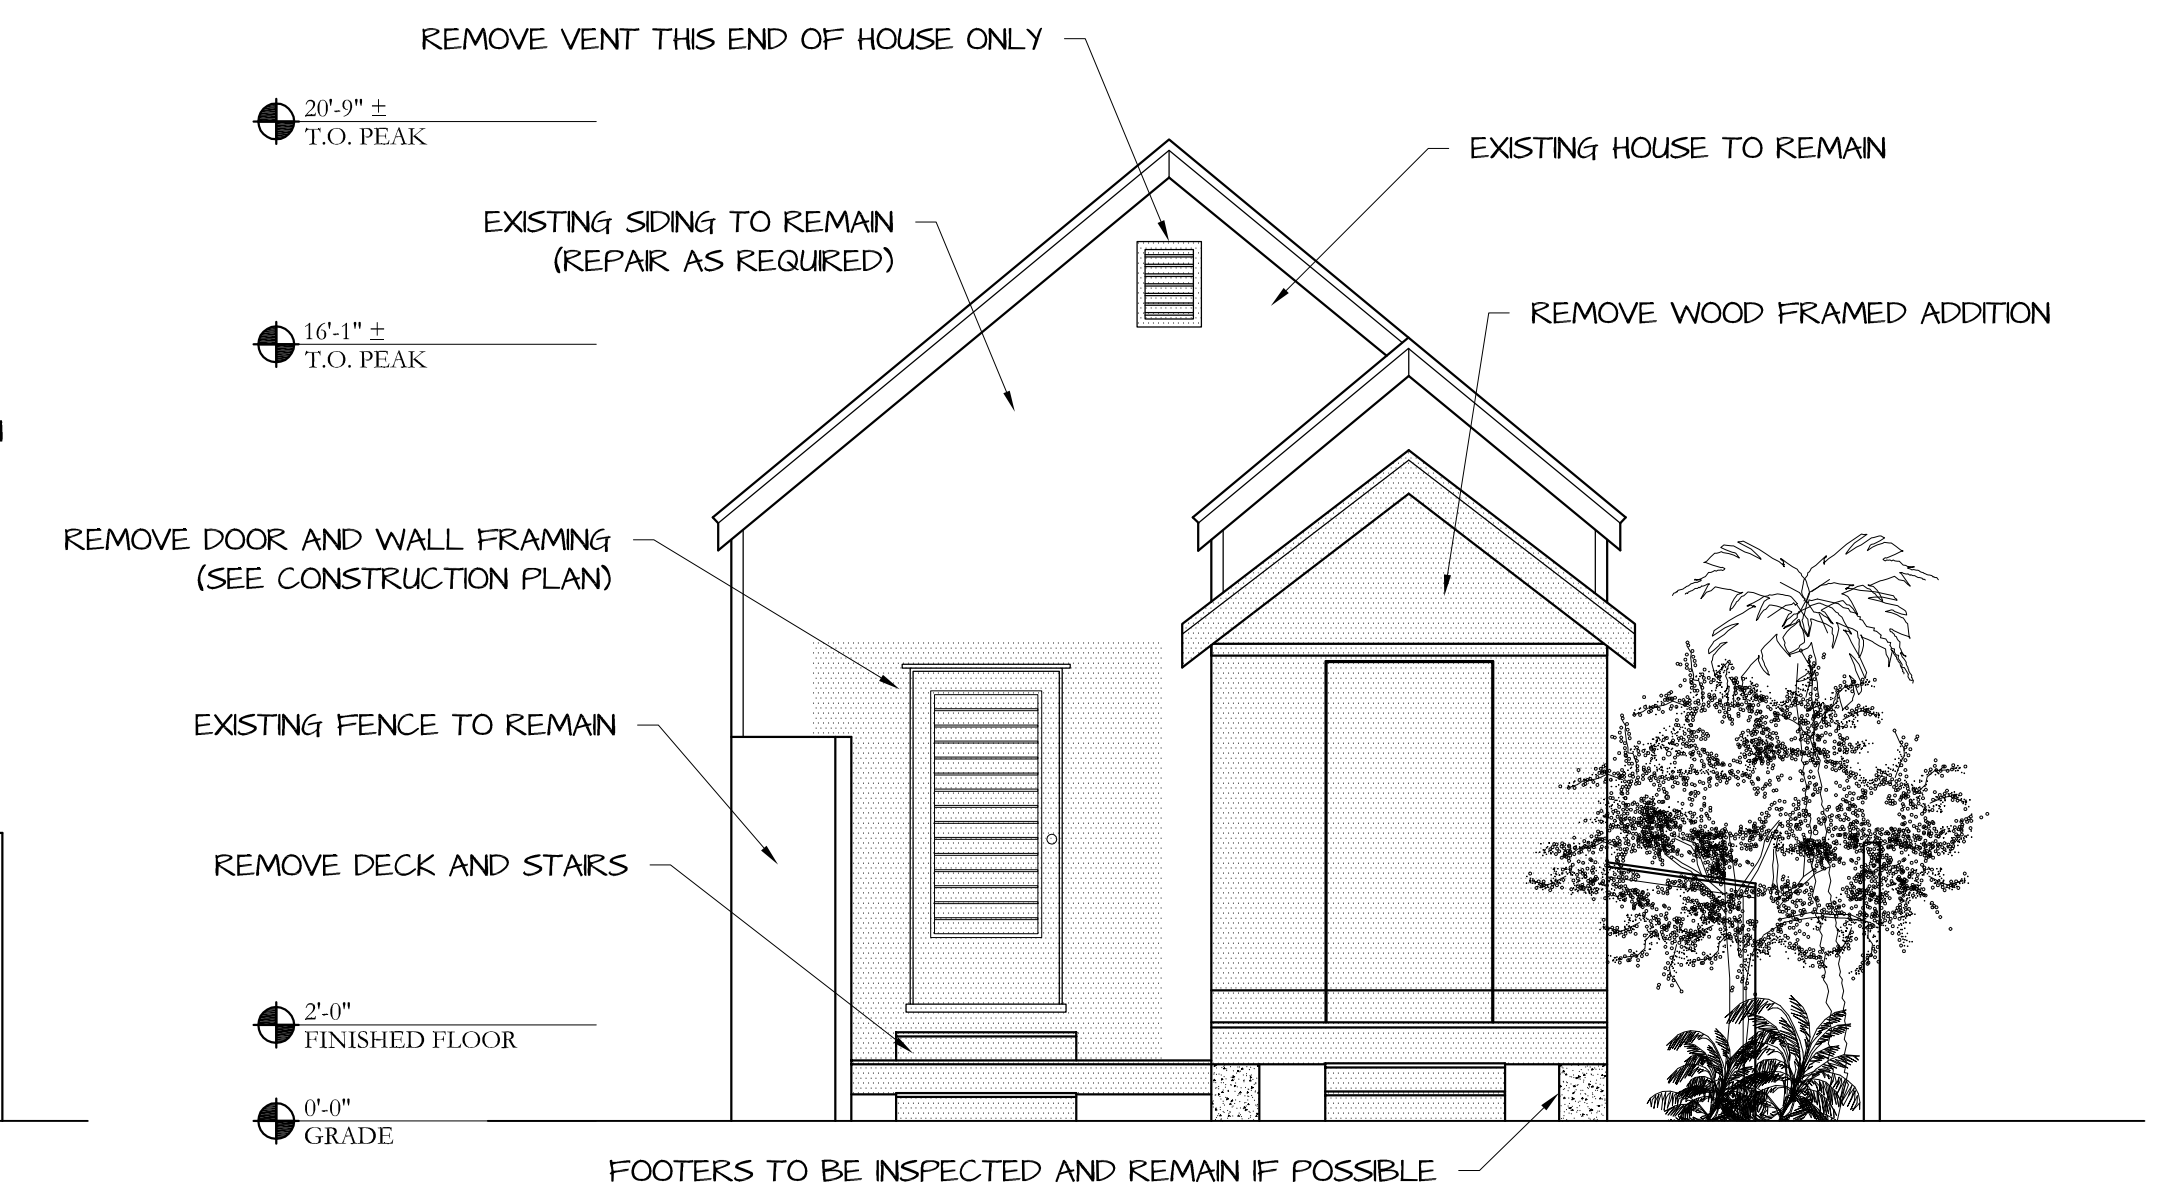 REMOVE VENT THIS END OF HOUSE ONLY
20'-9" ±
T.O. PEAK
EXISTING HOUSE TO REMAIN
EXISTING SIDING TO REMAIN
(REPAIR AS REQUIRED)
REMOVE WOOD FRAMED ADDITION
16'-1" ±
T.O. PEAK
REMOVE DOOR AND WALL FRAMING
(SEE CONSTRUCTION PLAN)
EXISTING FENCE TO REMAIN
REMOVE DECK AND STAIRS
2'-0"
FINISHED FLOOR
0'-0"
GRADE
FOOTERS TO BE INSPECTED AND REMAIN IF POSSIBLE